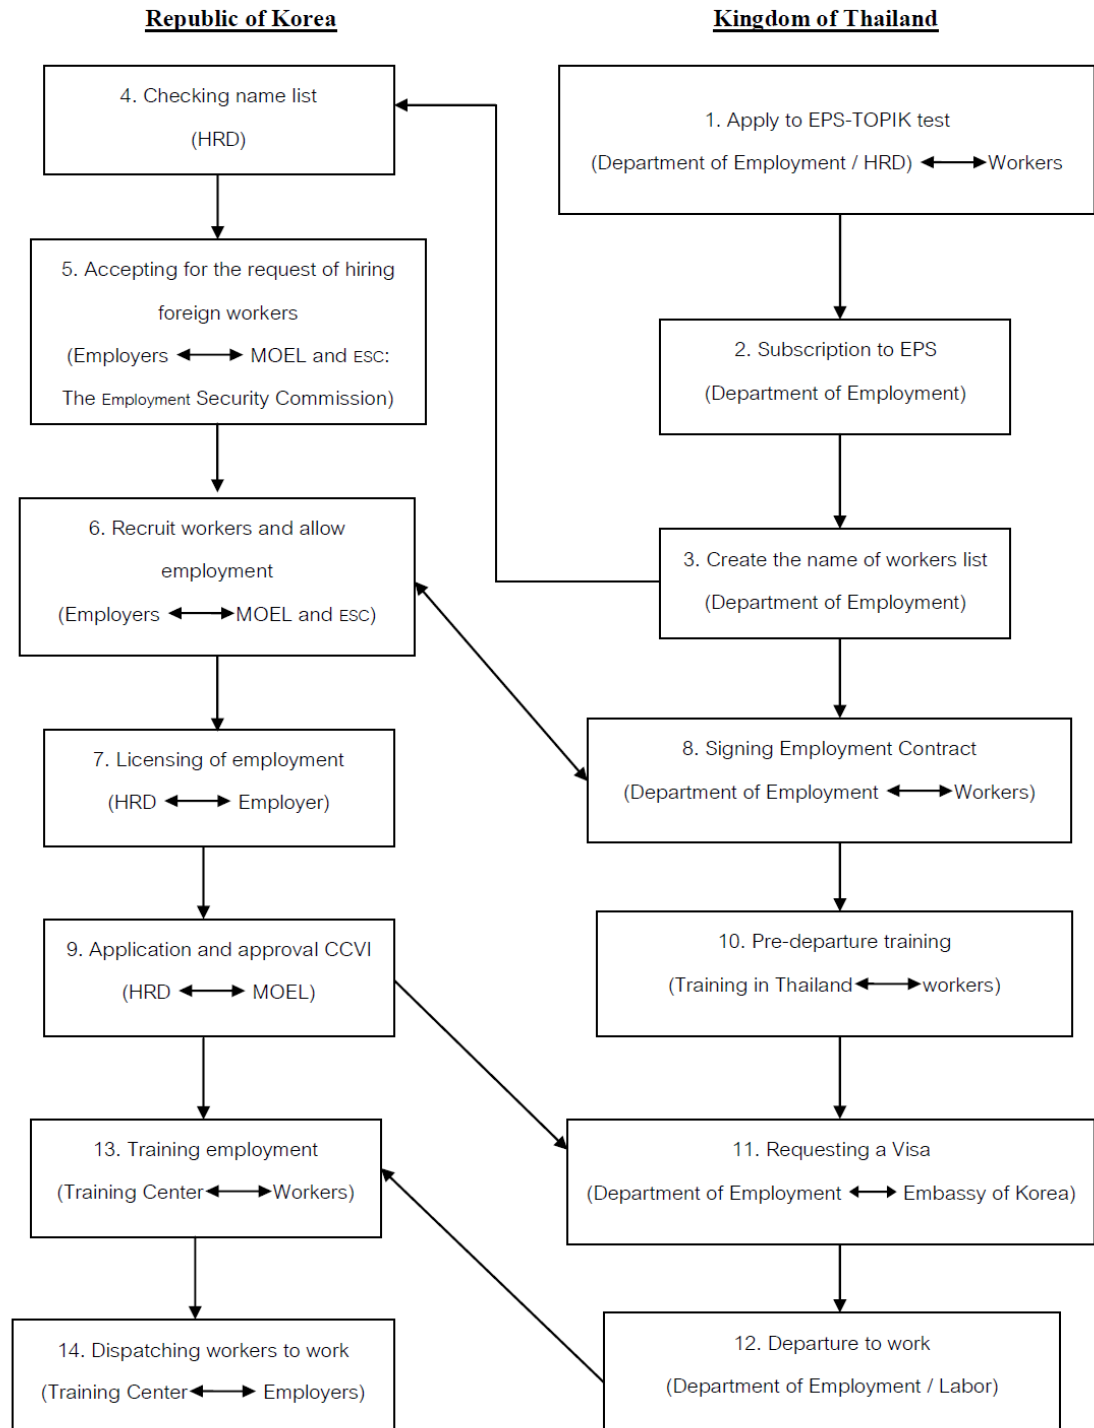 Republic of Korea
Kingdom of Thailand
4. Checking name list
(HRD)
1. Apply to EPS-TOPIK test
(Department of Employment / HRD) ⟷ Workers
5. Accepting for the request of hiring
foreign workers
(Employers ⟷ MOEL and ESC:
The Employment Security Commission)
2. Subscription to EPS
(Department of Employment)
6. Recruit workers and allow
employment
(Employers ⟷ MOEL and ESC)
3. Create the name of workers list
(Department of Employment)
7. Licensing of employment
(HRD ⟷ Employer)
8. Signing Employment Contract
(Department of Employment ⟷ Workers)
9. Application and approval CCVI
(HRD ⟷ MOEL)
10. Pre-departure training
(Training in Thailand ⟷ workers)
13. Training employment
(Training Center ⟷ Workers)
11. Requesting a Visa
(Department of Employment ⟷ Embassy of Korea)
14. Dispatching workers to work
(Training Center ⟷ Employers)
12. Departure to work
(Department of Employment / Labor)